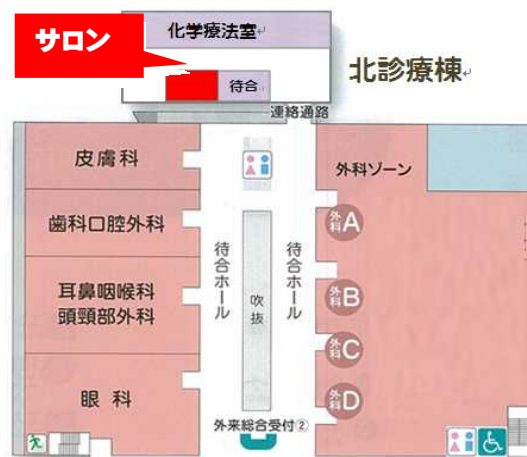 サロン
化学療法室
待合
北診療棟
連絡通路
皮膚科
外科ゾーン
歯科口腔外科
外科A
待合ホール
吹抜
待合ホール
耳鼻咽喉科
頭頸部外科
外科B
外科C
眼科
外科D
外来総合受付②